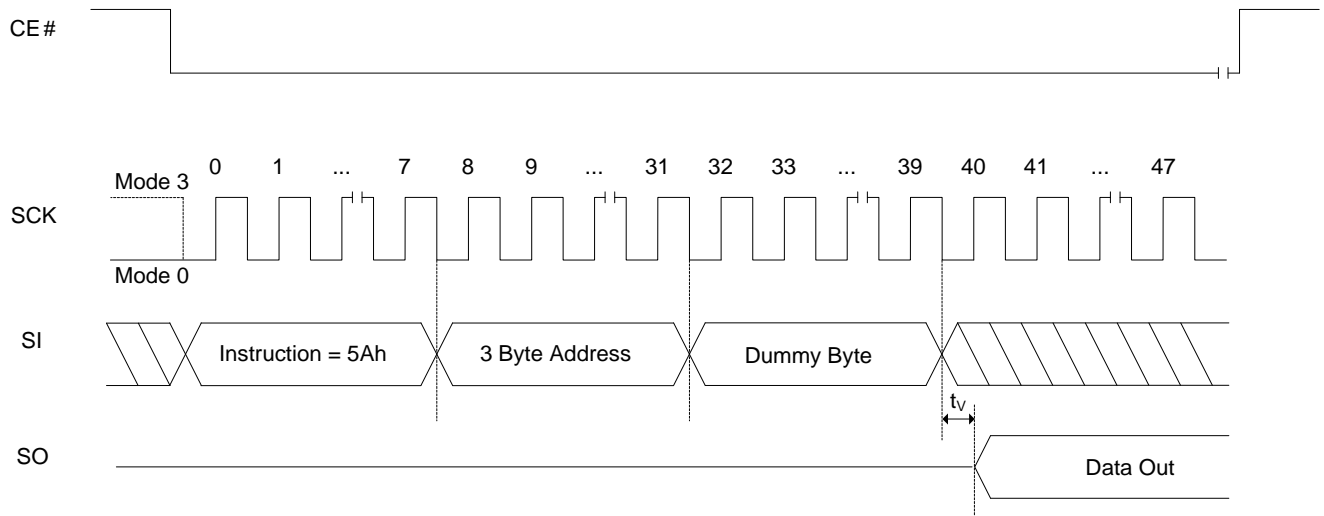 CE#
0 1 ... 7 8 9 ... 31 32 33 ... 39 40 41 ... 47
Mode 3
SCK
Mode 0
SI
Instruction = 5Ah
3 Byte Address
Dummy Byte
tV
SO
Data Out